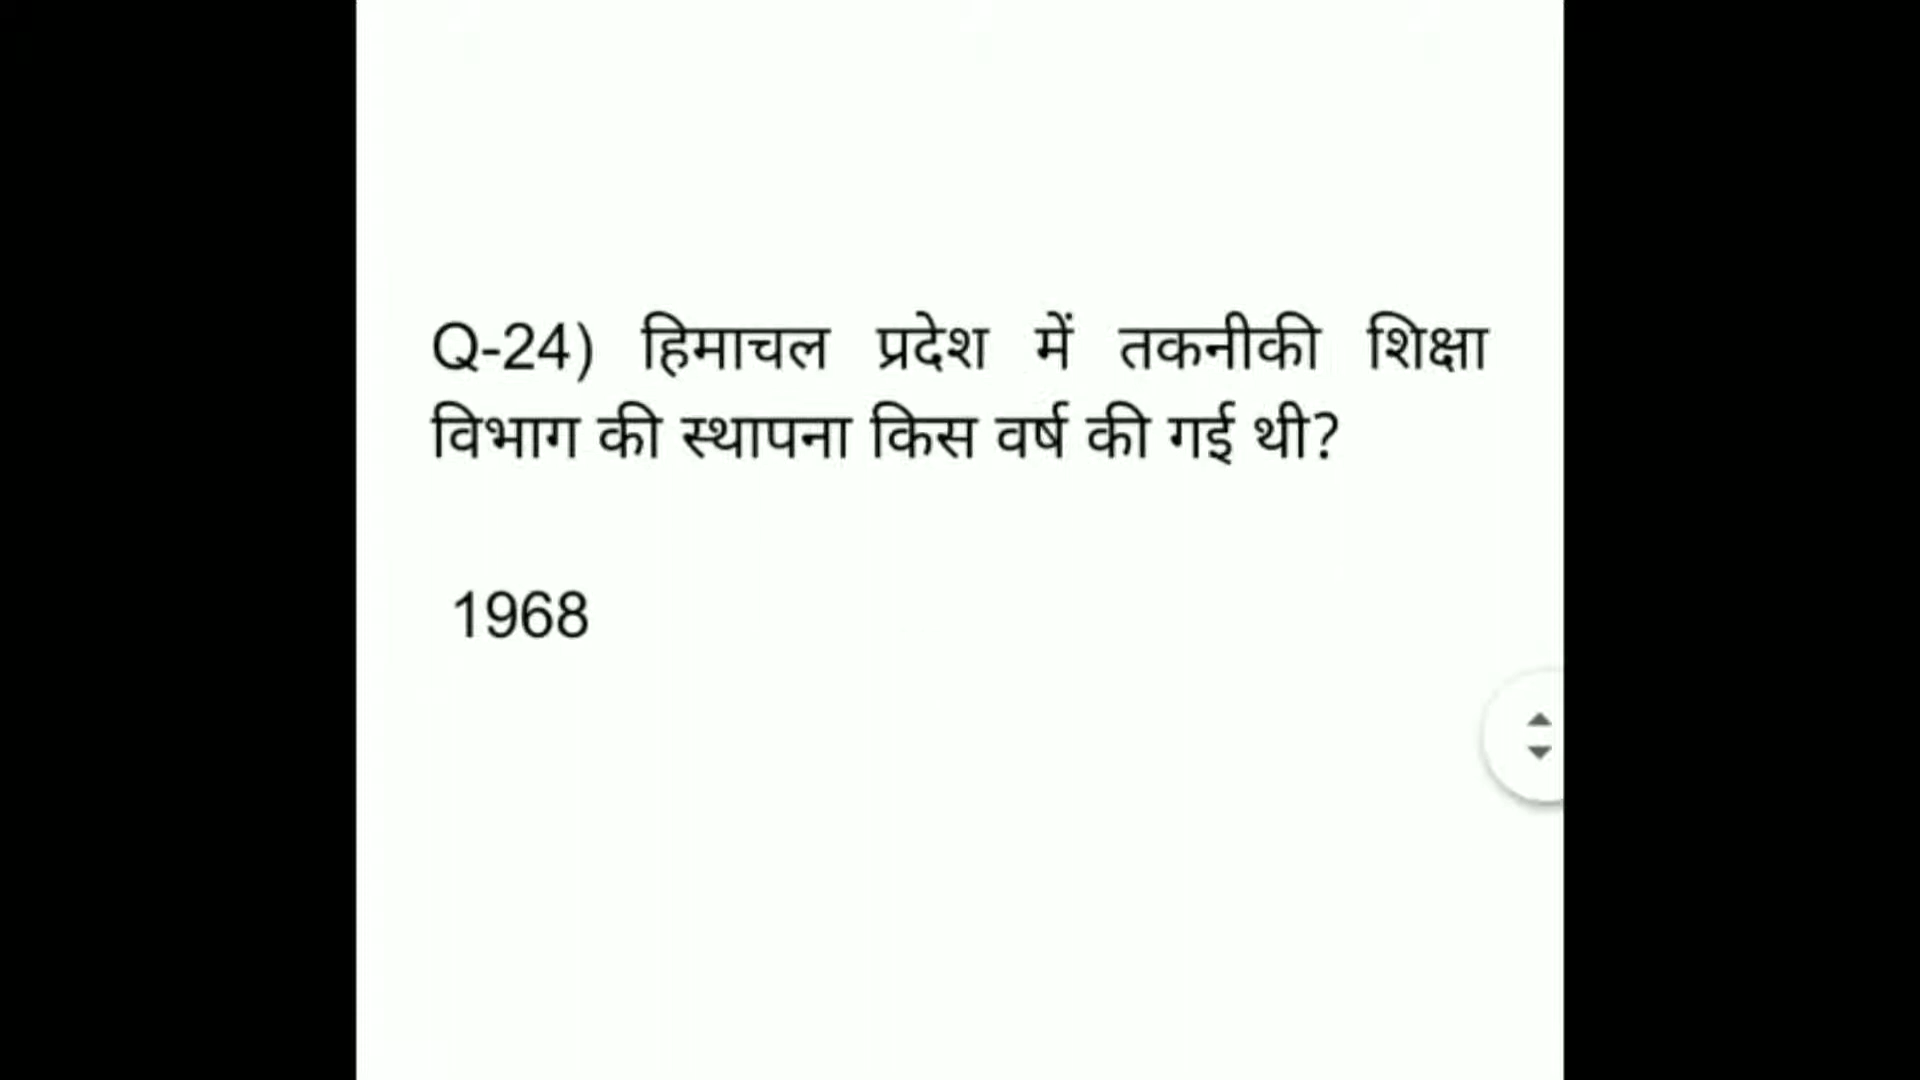 Q-24) हिमाचल प्रदेश में तकनीकी शिक्षा
विभाग की स्थापना किस वर्ष की गई थी?
1968